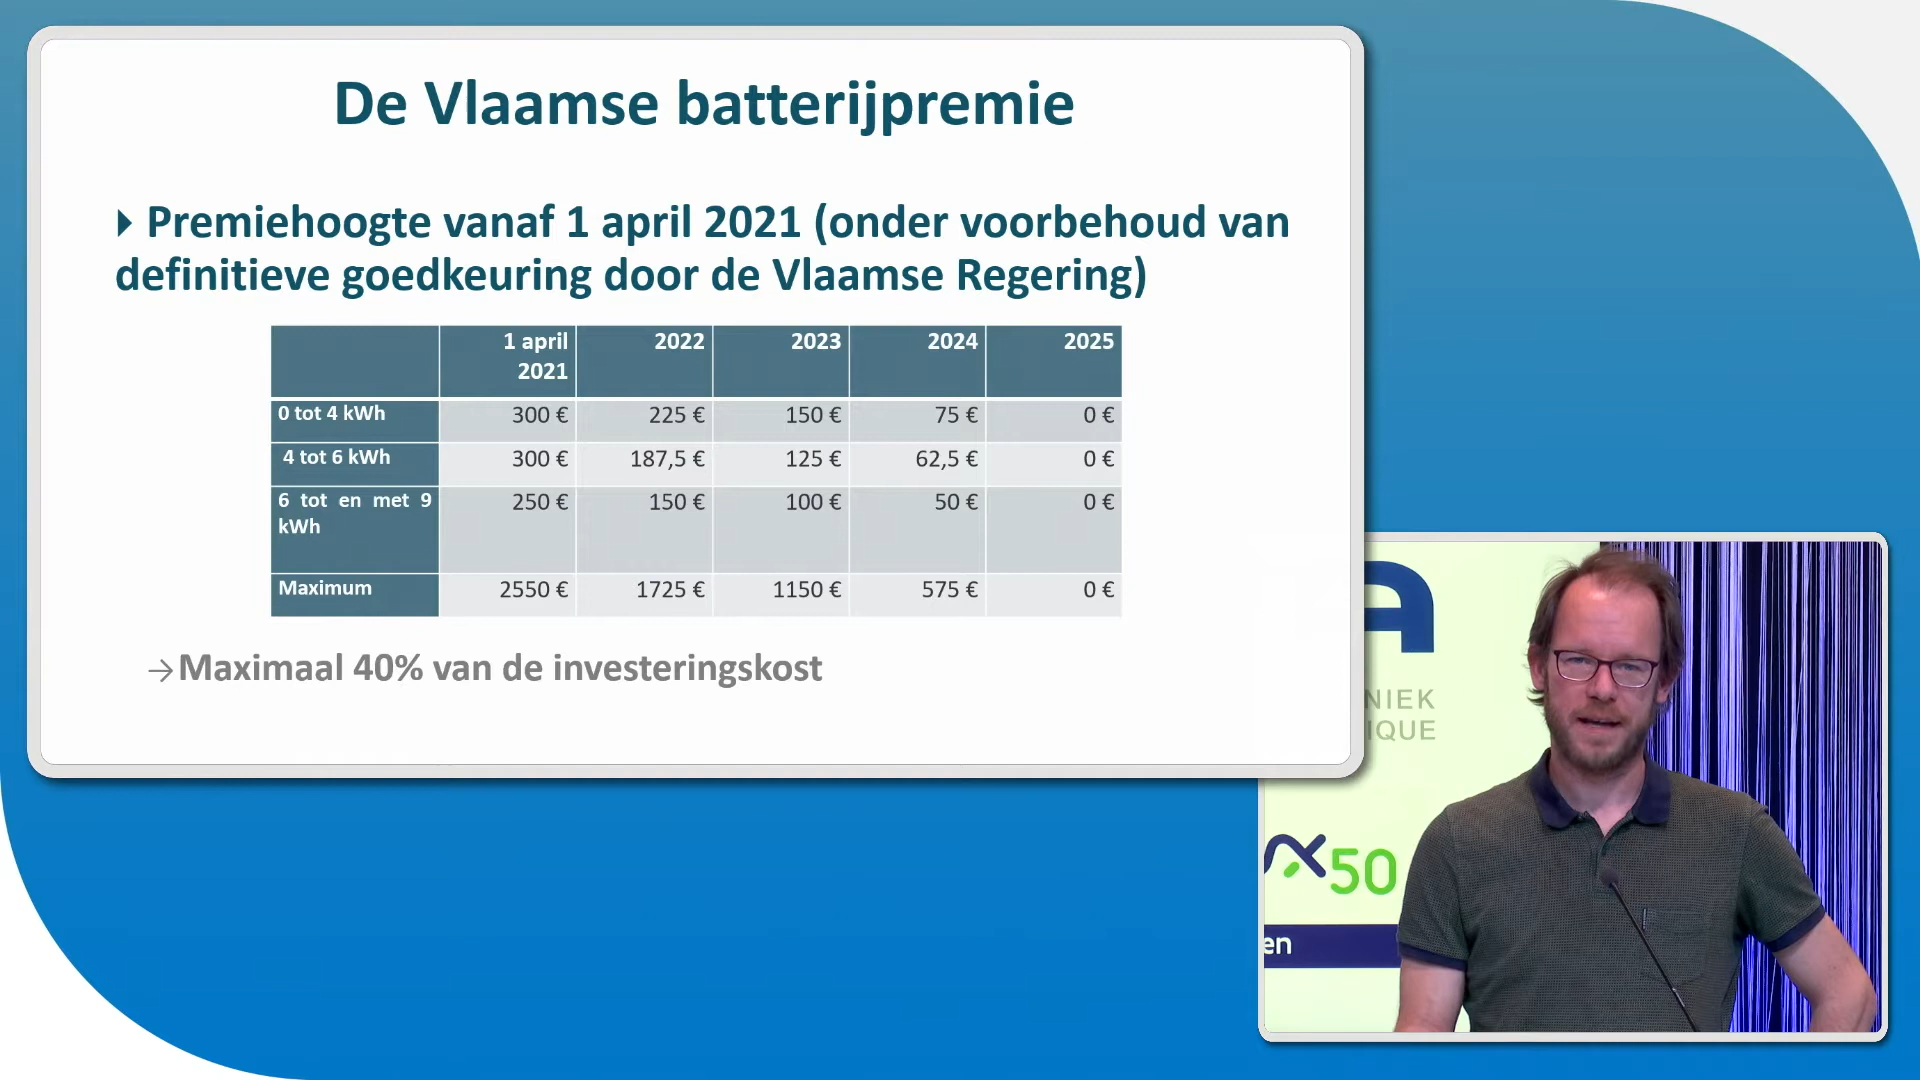 De Vlaamse batterijpremie
Premiehoogte vanaf 1 april 2021 (onder voorbehoud van
definitieve goedkeuring door de Vlaamse Regering)
1 april 2021 2022 2023 2024 2025
0 tot 4 kWh 300 € 225 € 150 € 75 € 0 €
4 tot 6 kWh 300 € 187,5 € 125 € 62,5 € 0 €
6 tot en met 9 kWh 250 € 150 € 100 € 50 € 0 €
Maximum 2550 € 1725 € 1150 € 575 € 0 €
→Maximaal 40% van de investeringskost
A
NIEK
IQUE
x50
en